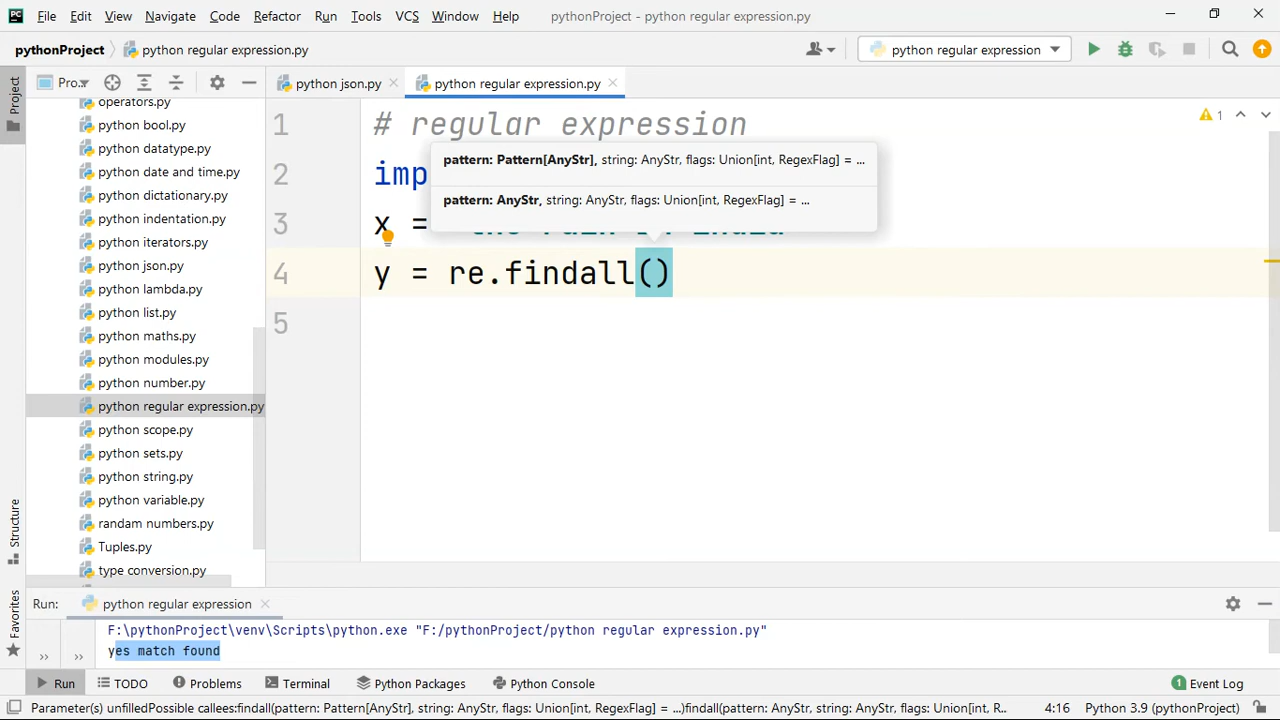 File Edit View Navigate Code Refactor Run Tools VCS Window Help pythonProject - python regular expression.py
pythonProject python regular expression.py python regular expression
Project Pro... python json.py python regular expression.py
operators.py
python bool.py
python datatype.py
python date and time.py
python dictationary.py
python indentation.py
python iterators.py
python json.py
python lambda.py
python list.py
python maths.py
python modules.py
python number.py
python regular expression.py
python scope.py
python sets.py
python string.py
python variable.py
randam numbers.py
Tuples.py
type conversion.py
1 # regular expression
pattern: Pattern[AnyStr], string: AnyStr, flags: Union[int, RegexFlag] = ...
2 imp
pattern: AnyStr, string: AnyStr, flags: Union[int, RegexFlag] = ...
3 x =
4 y = re.findall()
5
1
Structure
Favorites
Run: python regular expression
F:\pythonProject\venv\Scripts\python.exe "F:/pythonProject/python regular expression.py"
yes match found
Run TODO Problems Terminal Python Packages Python Console 1 Event Log
Parameter(s) unfilledPossible callees:findall(pattern: Pattern[AnyStr], string: AnyStr, flags: Union[int, RegexFlag] = ...)findall(pattern: AnyStr, string: AnyStr, flags: Union[int, R... 4:16 Python 3.9 (pythonProject)